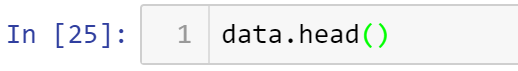 In [25]: 1 data.head()